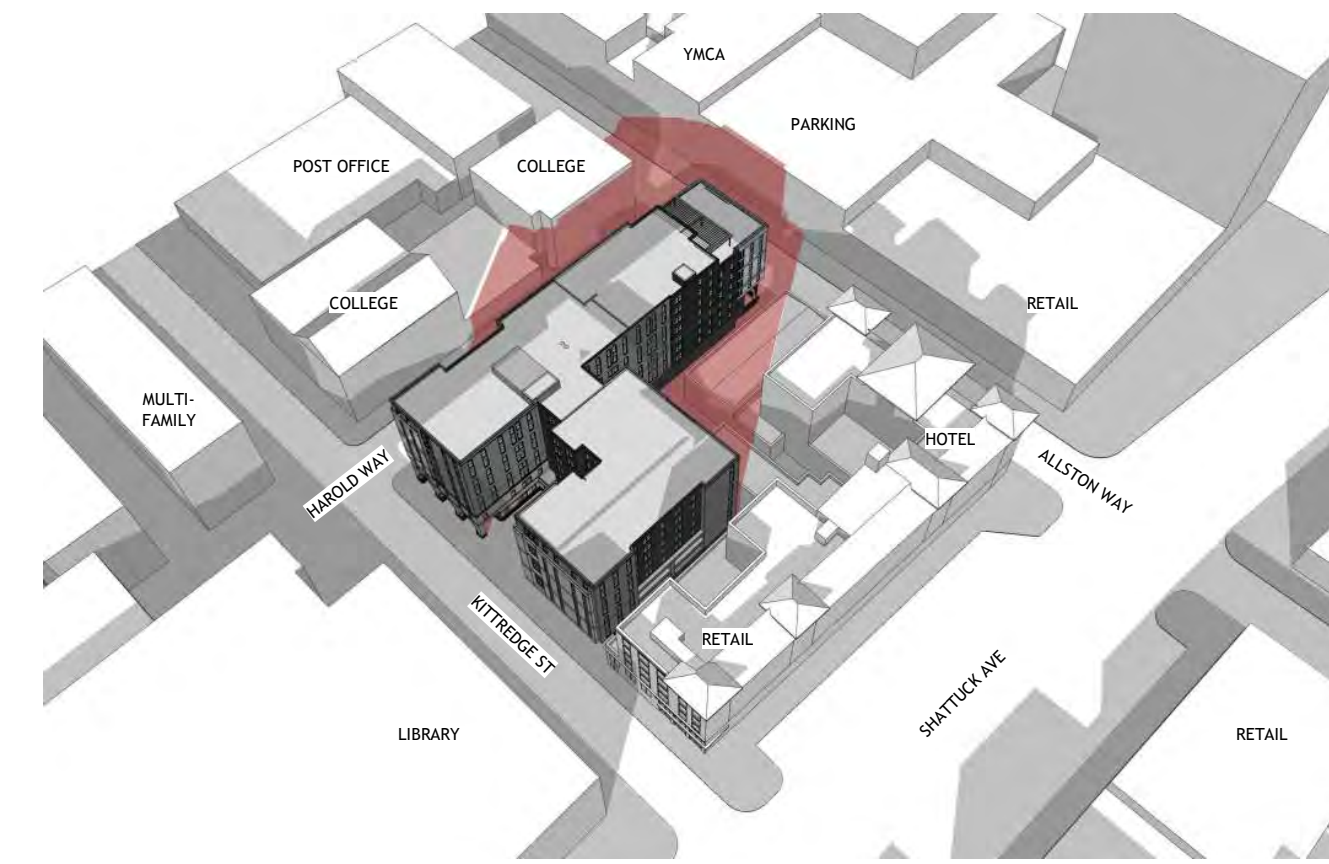 YMCA
PARKING
POST OFFICE
COLLEGE
COLLEGE
RETAIL
MULTI-
FAMILY
HAROLD WAY
HOTEL
ALLSTON WAY
KITTREDGE ST
RETAIL
SHATTUCK AVE
LIBRARY
RETAIL